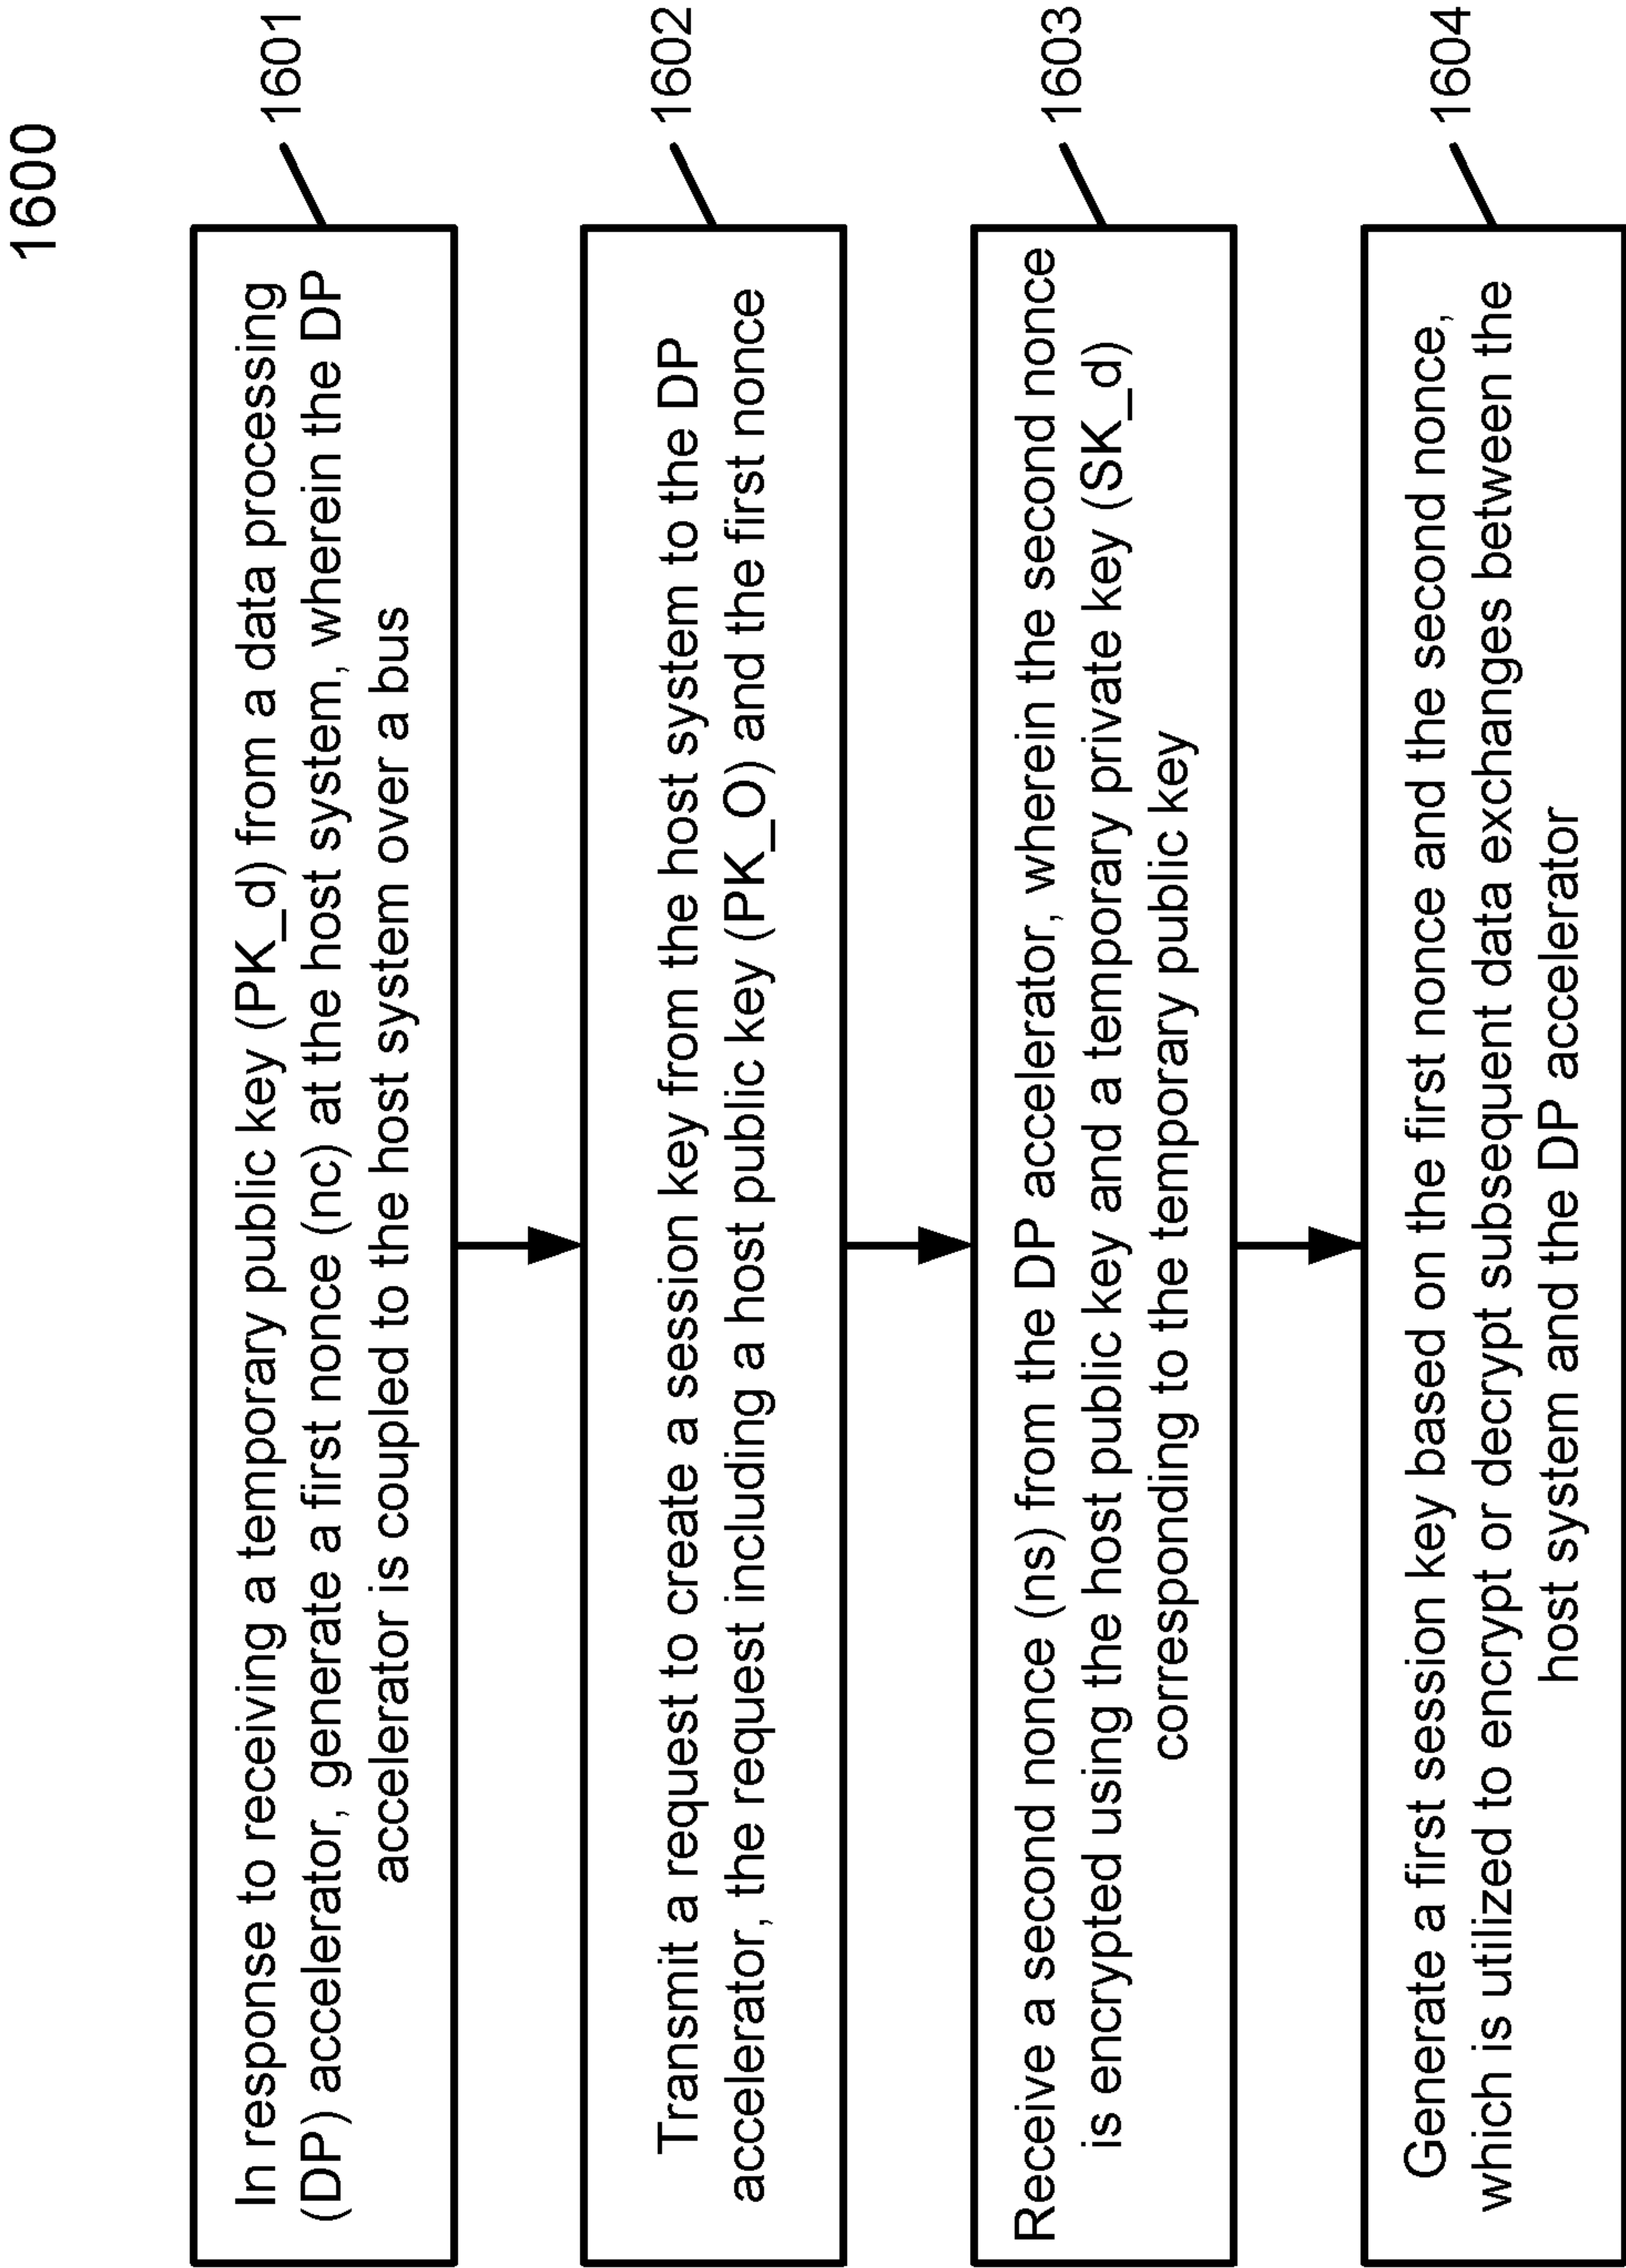 1600
In response to receiving a temporary public key (PK_d) from a data processing
(DP) accelerator, generate a first nonce (nc) at the host system, wherein the DP
accelerator is coupled to the host system over a bus
1601
Transmit a request to create a session key from the host system to the DP
accelerator, the request including a host public key (PK_O) and the first nonce
1602
Receive a second nonce (ns) from the DP accelerator, wherein the second nonce
is encrypted using the host public key and a temporary private key (SK_d)
corresponding to the temporary public key
1603
Generate a first session key based on the first nonce and the second nonce,
which is utilized to encrypt or decrypt subsequent data exchanges between the
host system and the DP accelerator
1604